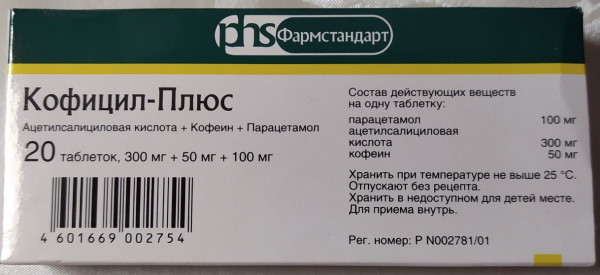 phs Фармстандарт
Кофицил-Плюс
Ацетилсалициловая кислота + Кофеин + Парацетамол
20 таблеток, 300 мг + 50 мг + 100 мг
4 601669 002754
Состав действующих веществ
на одну таблетку:
парацетамол 100 мг
ацетилсалициловая
кислота 300 мг
кофеин 50 мг
Хранить при температуре не выше 25 °С.
Отпускают без рецепта.
Хранить в недоступном для детей месте.
Для приема внутрь.
Рег. номер: Р N002781/01